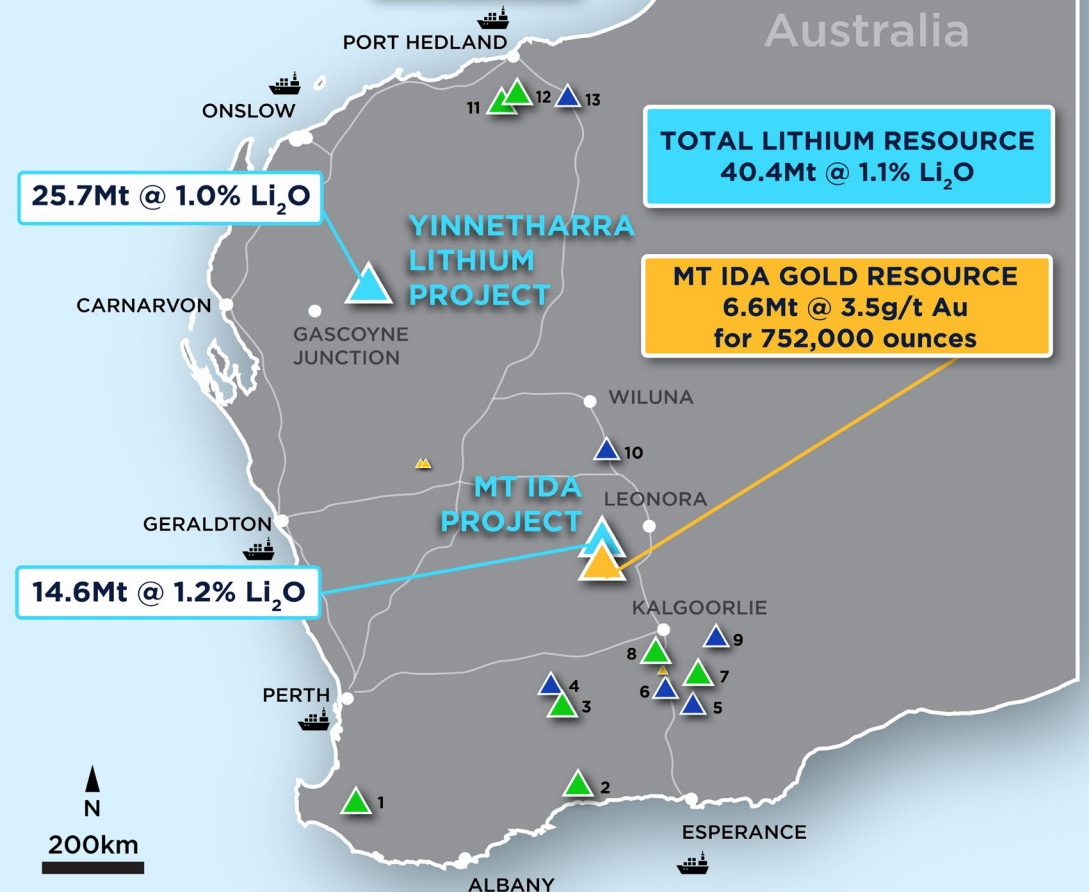 Australia
PORT HEDLAND
ONSLOW
11
12
13
TOTAL LITHIUM RESOURCE
40.4Mt @ 1.1% Li₂O
25.7Mt @ 1.0% Li₂O
YINNETHARRA
LITHIUM
PROJECT
MT IDA GOLD RESOURCE
6.6Mt @ 3.5g/t Au
for 752,000 ounces
CARNARVON
GASCOYNE
JUNCTION
WILUNA
10
MT IDA
PROJECT
LEONORA
GERALDTON
14.6Mt @ 1.2% Li₂O
KALGOORLIE
9
8
7
6
5
4
3
PERTH
2
1
N
200km
ESPERANCE
ALBANY